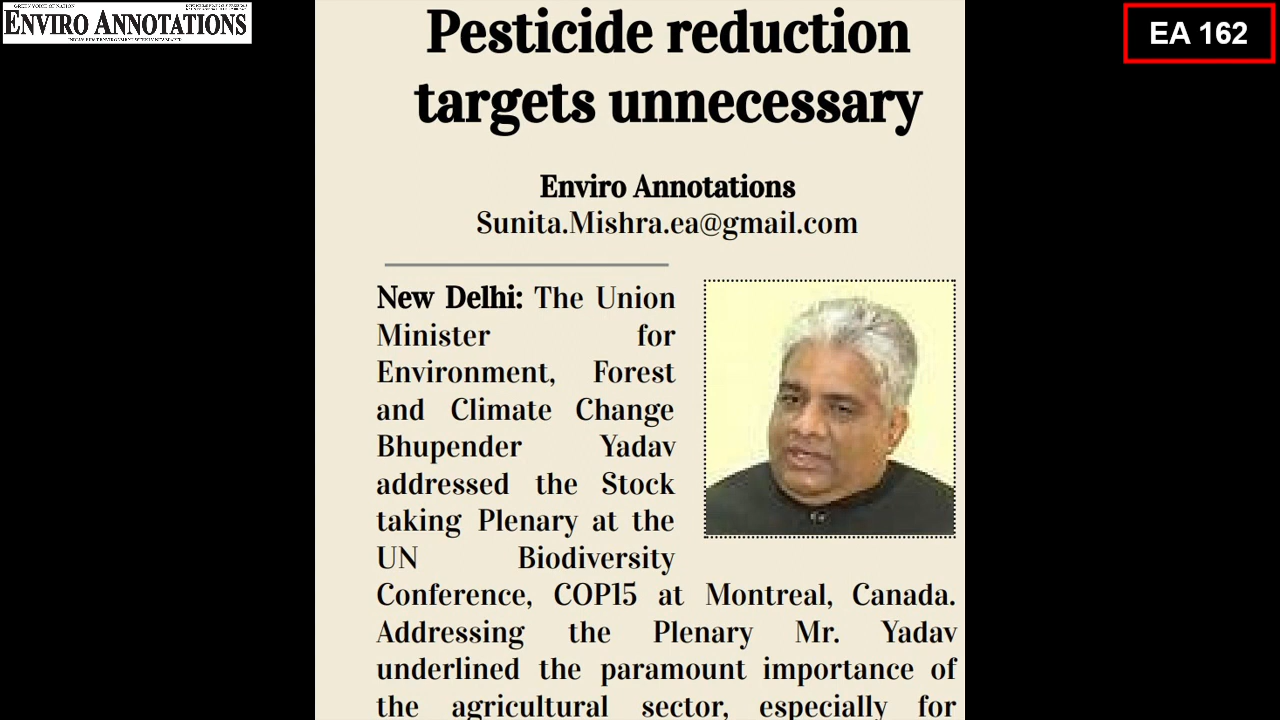 ENVIRO ANNOTATIONS
EA 162
Pesticide reduction
targets unnecessary
Enviro Annotations
Sunita.Mishra.ea@gmail.com
New Delhi: The Union
Minister for
Environment, Forest
and Climate Change
Bhupender Yadav
addressed the Stock
taking Plenary at the
UN Biodiversity
Conference, COP15 at Montreal, Canada.
Addressing the Plenary Mr. Yadav
underlined the paramount importance of
the agricultural sector, especially for